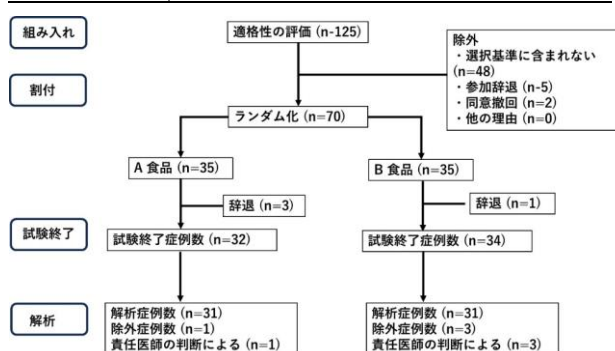 組み入れ
適格性の評価 (n-125)
除外
・選択基準に含まれない
(n=48)
・参加辞退 (n-5)
・同意撤回 (n=2)
・他の理由 (n=0)
割付
ランダム化 (n=70)
A 食品 (n=35)
B 食品 (n=35)
辞退 (n=3)
辞退 (n=1)
試験終了
試験終了症例数 (n=32)
試験終了症例数 (n=34)
解析
解析症例数 (n=31)
除外症例数 (n=1)
責任医師の判断による (n=1)
解析症例数 (n=31)
除外症例数 (n=3)
責任医師の判断による (n=3)